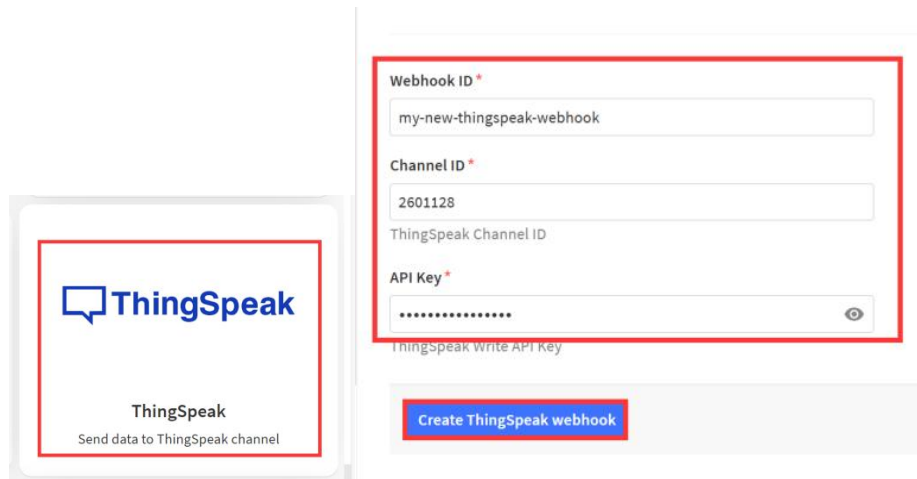 ThingSpeak
ThingSpeak
Send data to ThingSpeak channel
Webhook ID *
my-new-thingspeak-webhook
Channel ID *
2601128
ThingSpeak Channel ID
API Key *
••••••••••••••••
ThingSpeak Write API Key
Create ThingSpeak webhook